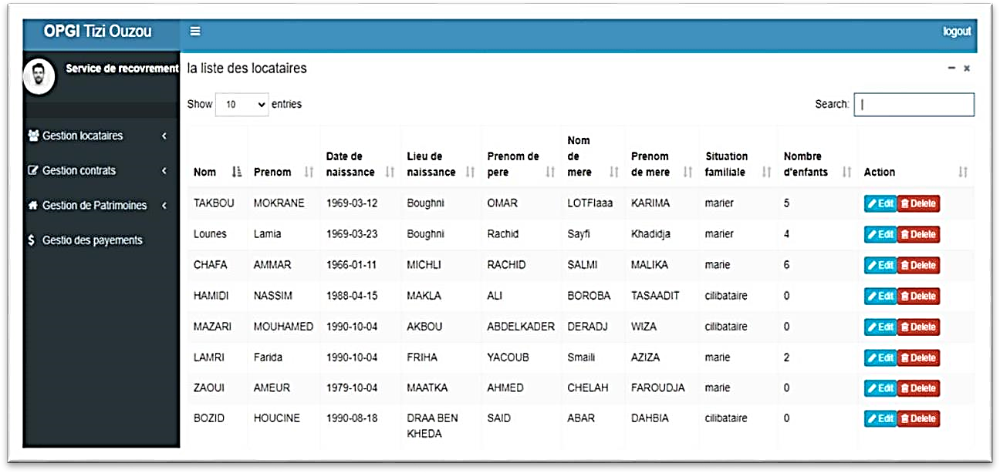 OPGI Tizi Ouzou
logout
Service de recovrement
la liste des locataires
Show 10 entries
Search:
Gestion locataires
Gestion contrats
Gestion de Patrimoines
Gestio des payements
Nom Prenom Date de naissance Lieu de naissance Prenom de pere Nom de mere Prenom de mere Situation familiale Nombre d'enfants Action
TAKBOU MOKRANE 1969-03-12 Boughni OMAR LOTFIaaa KARIMA marier 5 Edit Delete
Lounes Lamia 1969-03-23 Boughni Rachid Sayfi Khadidja marier 4 Edit Delete
CHAFA AMMAR 1966-01-11 MICHLI RACHID SALMI MALIKA marie 6 Edit Delete
HAMIDI NASSIM 1988-04-15 MAKLA ALI BOROBA TASAADIT cilibataire 0 Edit Delete
MAZARI MOUHAMED 1990-10-04 AKBOU ABDELKADER DERADJ WIZA cilibataire 0 Edit Delete
LAMRI Farida 1990-10-04 FRIHA YACOUB Smaili AZIZA marie 2 Edit Delete
ZAOUI AMEUR 1979-10-04 MAATKA AHMED CHELAH FAROUDJA marie 0 Edit Delete
BOZID HOUCINE 1990-08-18 DRAA BEN KHEDA SAID ABAR DAHBIA cilibataire 0 Edit Delete